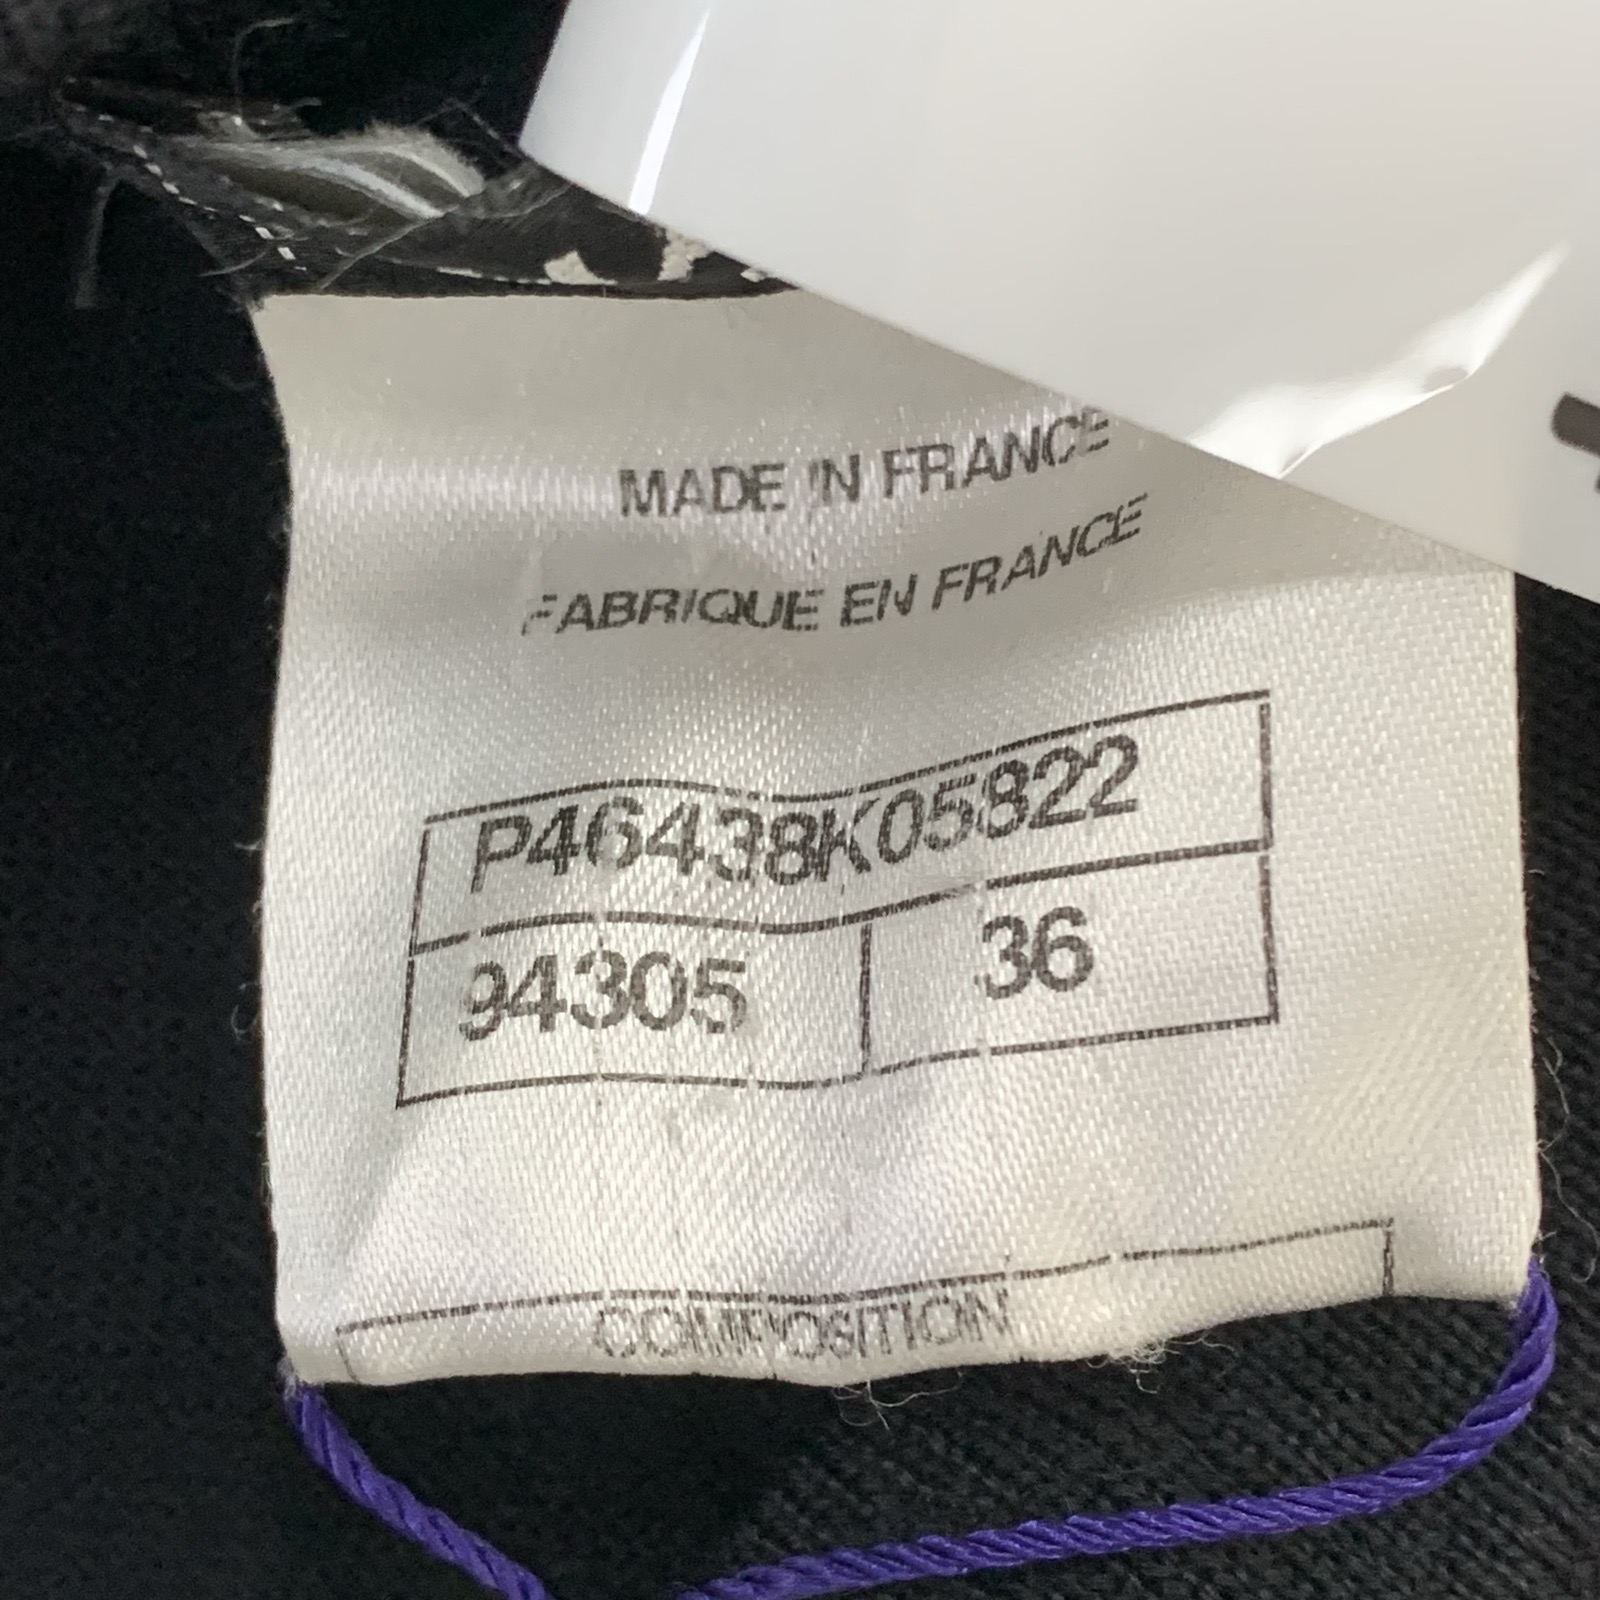 MADE IN FRANCE
FABRIQUE EN FRANCE
P46438K05822
94305 36
COMPOSITION